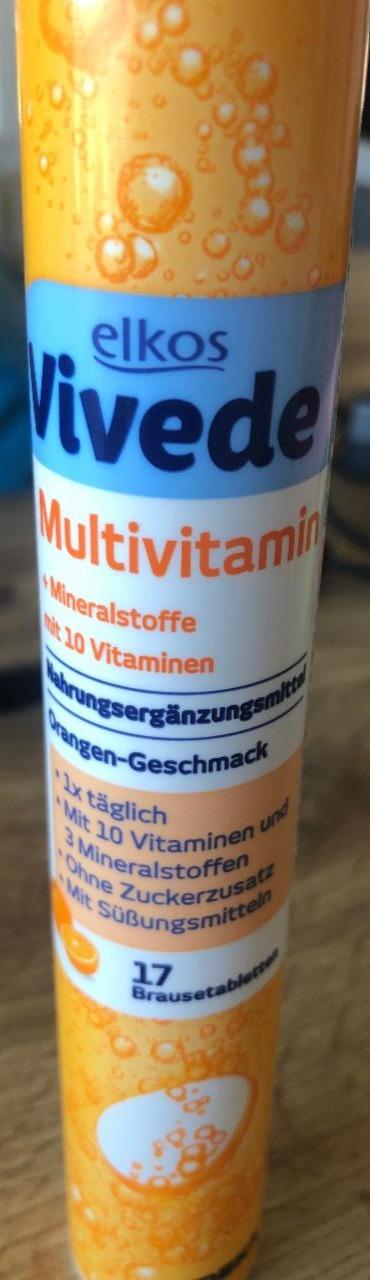 elkos
Vivede
Multivitamin
+ Mineralstoffe
mit 10 Vitaminen
Nahrungsergänzungsmittel
Orangen-Geschmack
• 1x täglich
• Mit 10 Vitaminen und
3 Mineralstoffen
• Ohne Zuckerzusatz
• Mit Süßungsmitteln
17
Brausetabletten